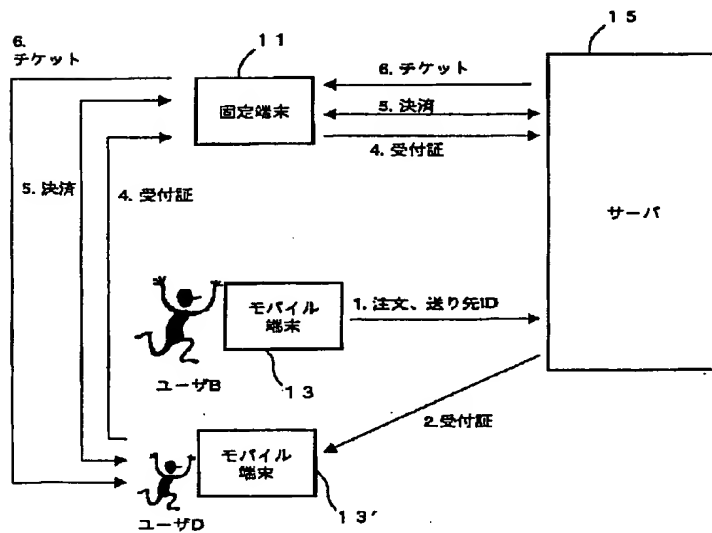 6.
チケット
11
15
固定端末
6. チケット
5. 決済
4. 受付証
サーバ
5. 決済
4. 受付証
モバイル
端末
1. 注文、送り先ID
ユーザB
13
2.受付証
モバイル
端末
ユーザD
13´